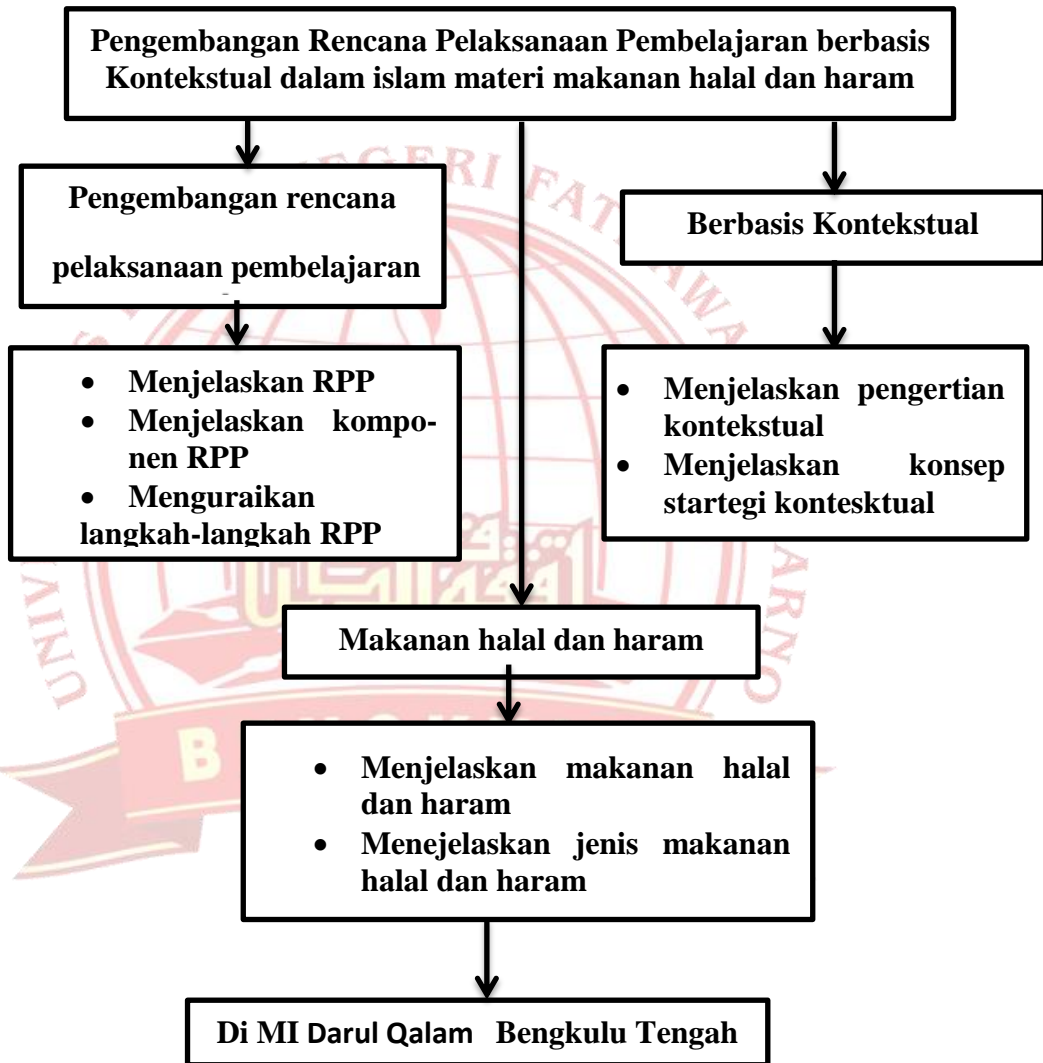 Pengembangan Rencana Pelaksanaan Pembelajaran berbasis
Kontekstual dalam islam materi makanan halal dan haram
Pengembangan rencana
pelaksanaan pembelajaran
Berbasis Kontekstual
• Menjelaskan RPP
• Menjelaskan kompo-
nen RPP
• Menguraikan
langkah-langkah RPP
• Menjelaskan pengertian
kontekstual
• Menjelaskan konsep
startegi kontesktual
Makanan halal dan haram
• Menjelaskan makanan halal
dan haram
• Menejelaskan jenis makanan
halal dan haram
Di MI Darul Qalam Bengkulu Tengah